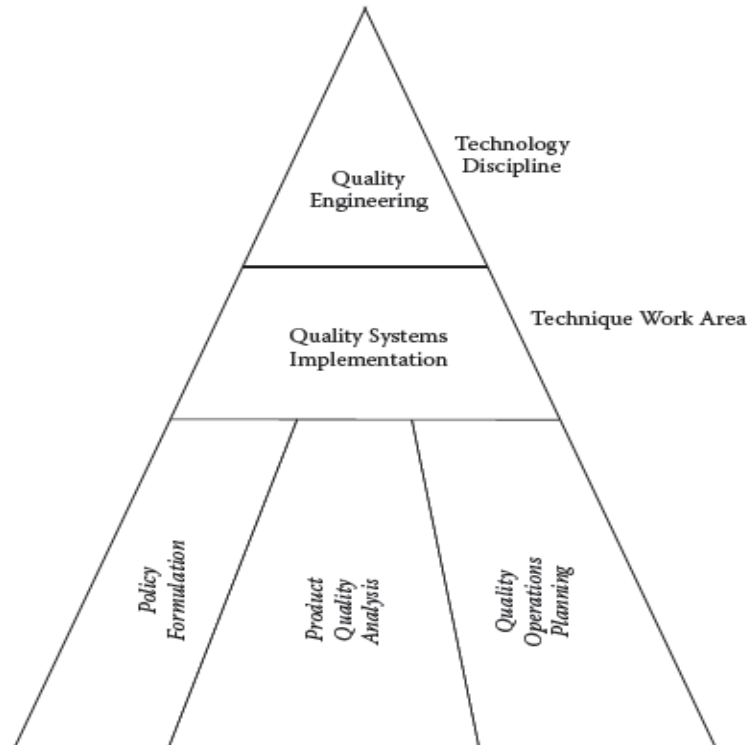 Technology
Discipline
Quality
Engineering
Technique Work Area
Quality Systems
Implementation
Policy
Formulation
Product
Quality
Analysis
Quality
Operations
Planning